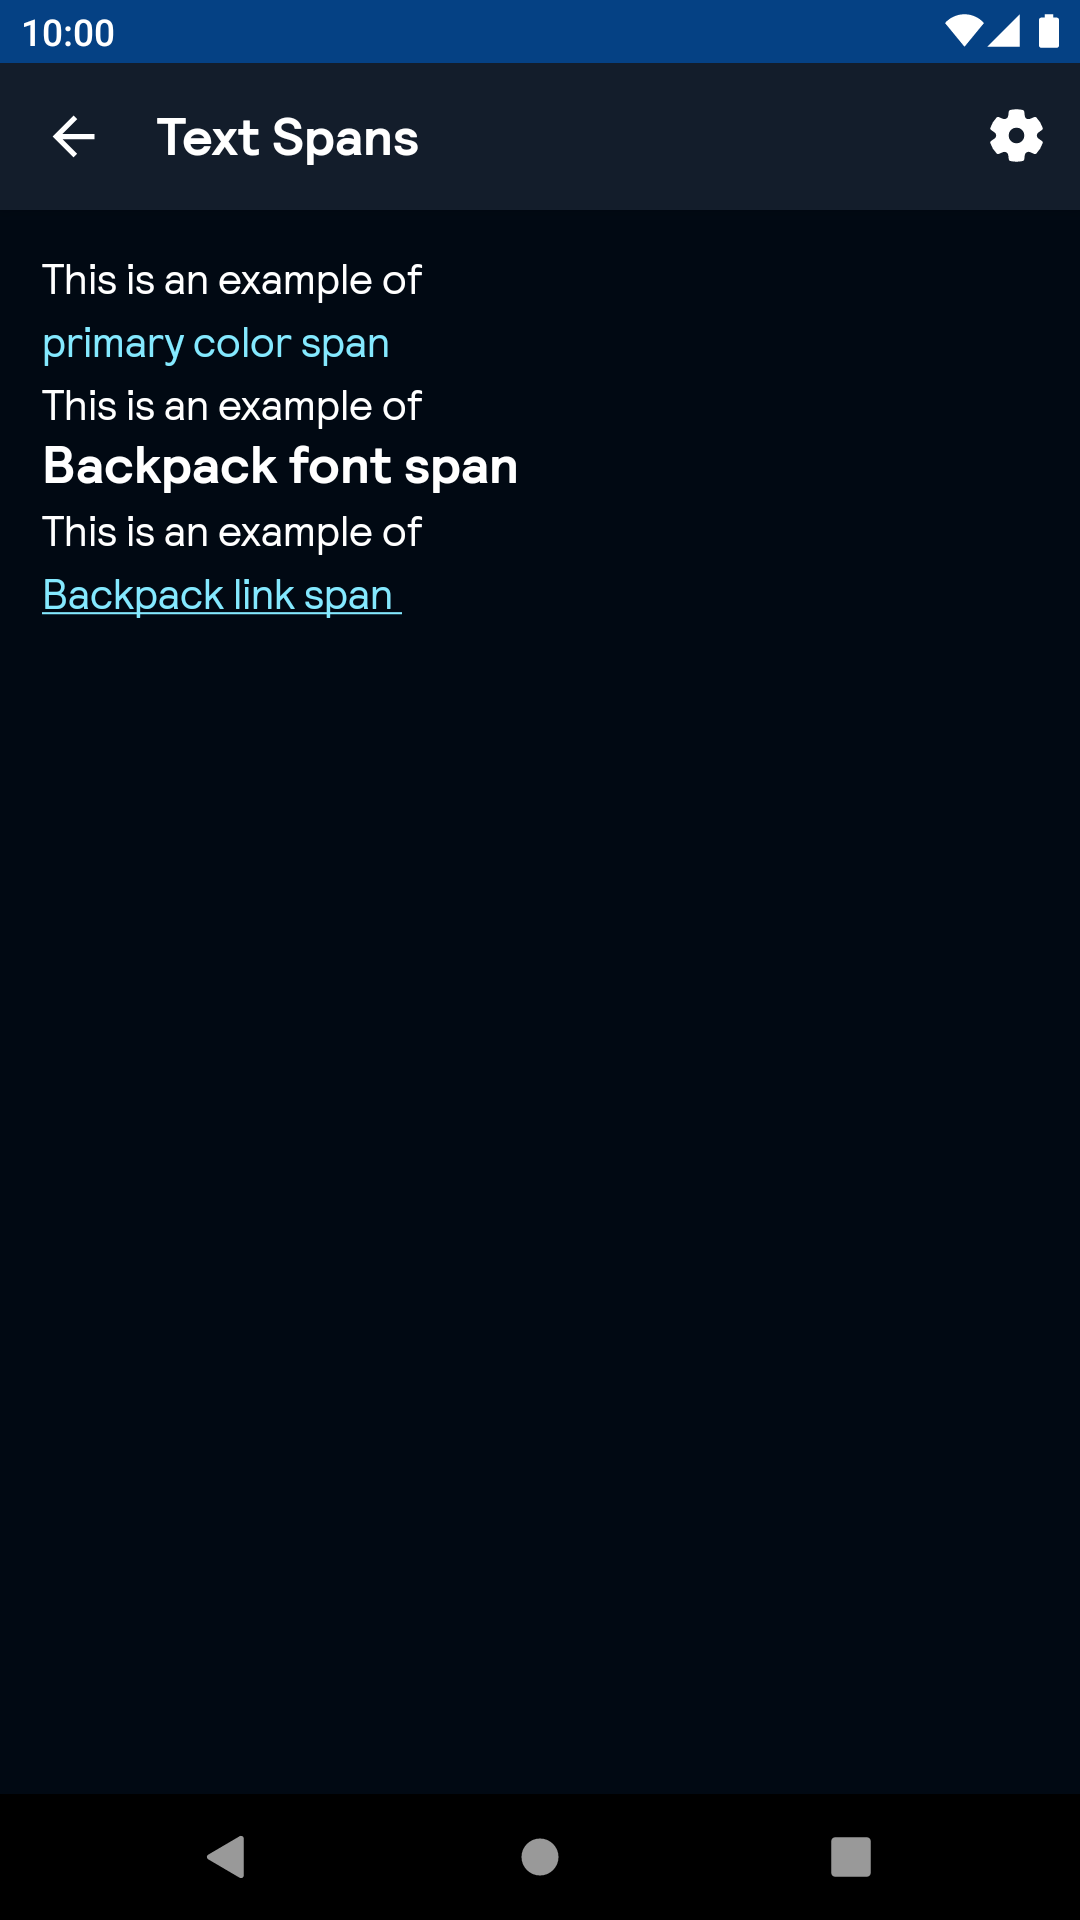 10:00
Text Spans
This is an example of
primary color span
This is an example of
Backpack font span
This is an example of
Backpack link span